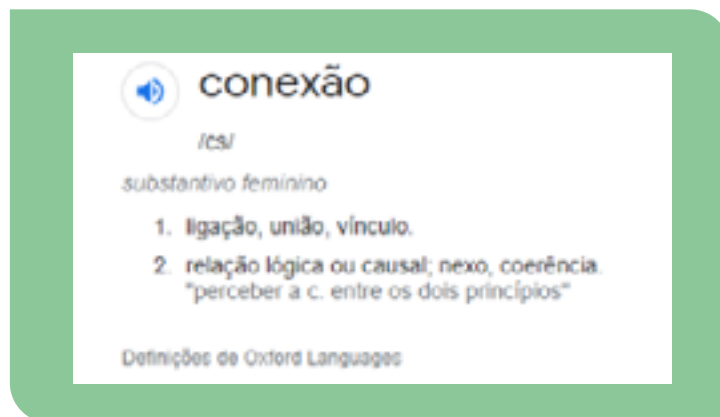 conexão
/cs/
substantivo feminino
1. ligação, união, vínculo.
2. relação lógica ou causal; nexo, coerência.
"perceber a c. entre os dois princípios"
Definições de Oxford Languages